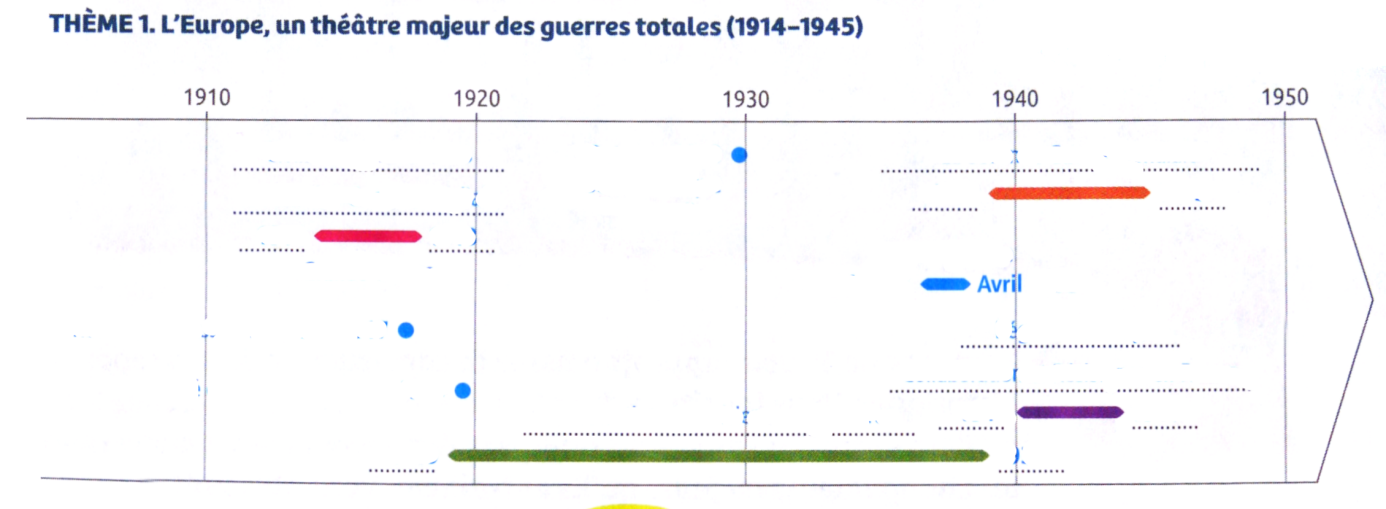 THÈME 1. L’Europe, un théâtre majeur des guerres totales (1914–1945)
1910 1920 1930 1940 1950
Avril